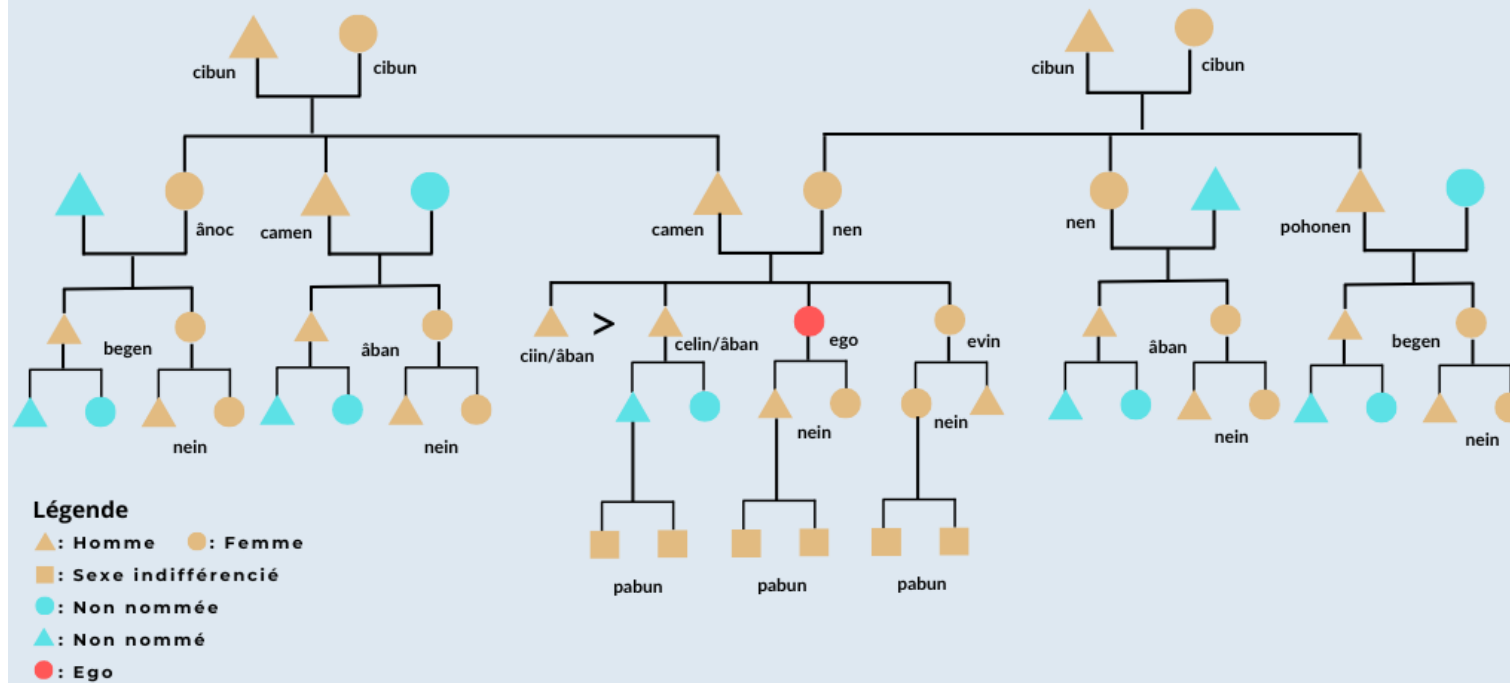 cibun
cibun
cibun
cibun
ânoc
camen
camen
nen
nen
pohonen
begen
âban
ciin/âban
>
celin/âban
ego
evin
âban
begen
nein
nein
nein
nein
nein
nein
pabun
pabun
pabun
Légende
: Homme : Femme
: Sexe indifférencié
: Non nommée
: Non nommé
: Ego